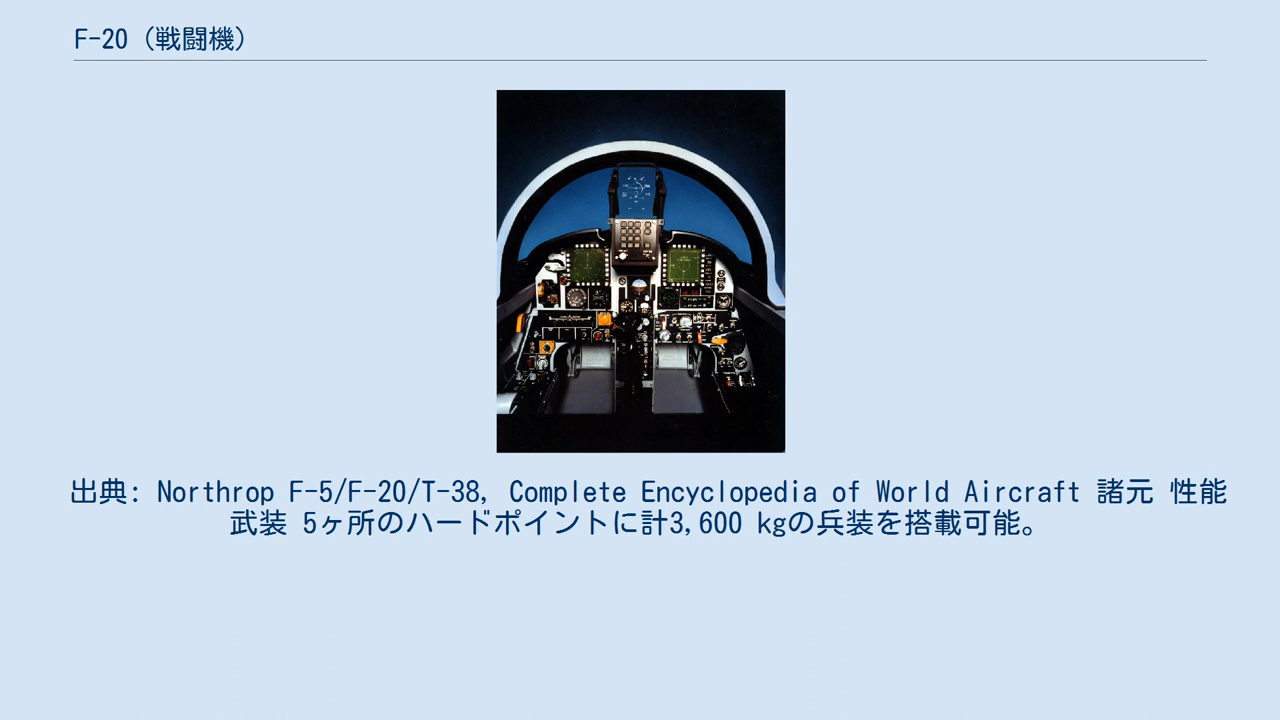 F-20（戦闘機）
出典: Northrop F-5/F-20/T-38, Complete Encyclopedia of World Aircraft 諸元 性能
武装 5ヶ所のハードポイントに計3,600 kgの兵装を搭載可能。